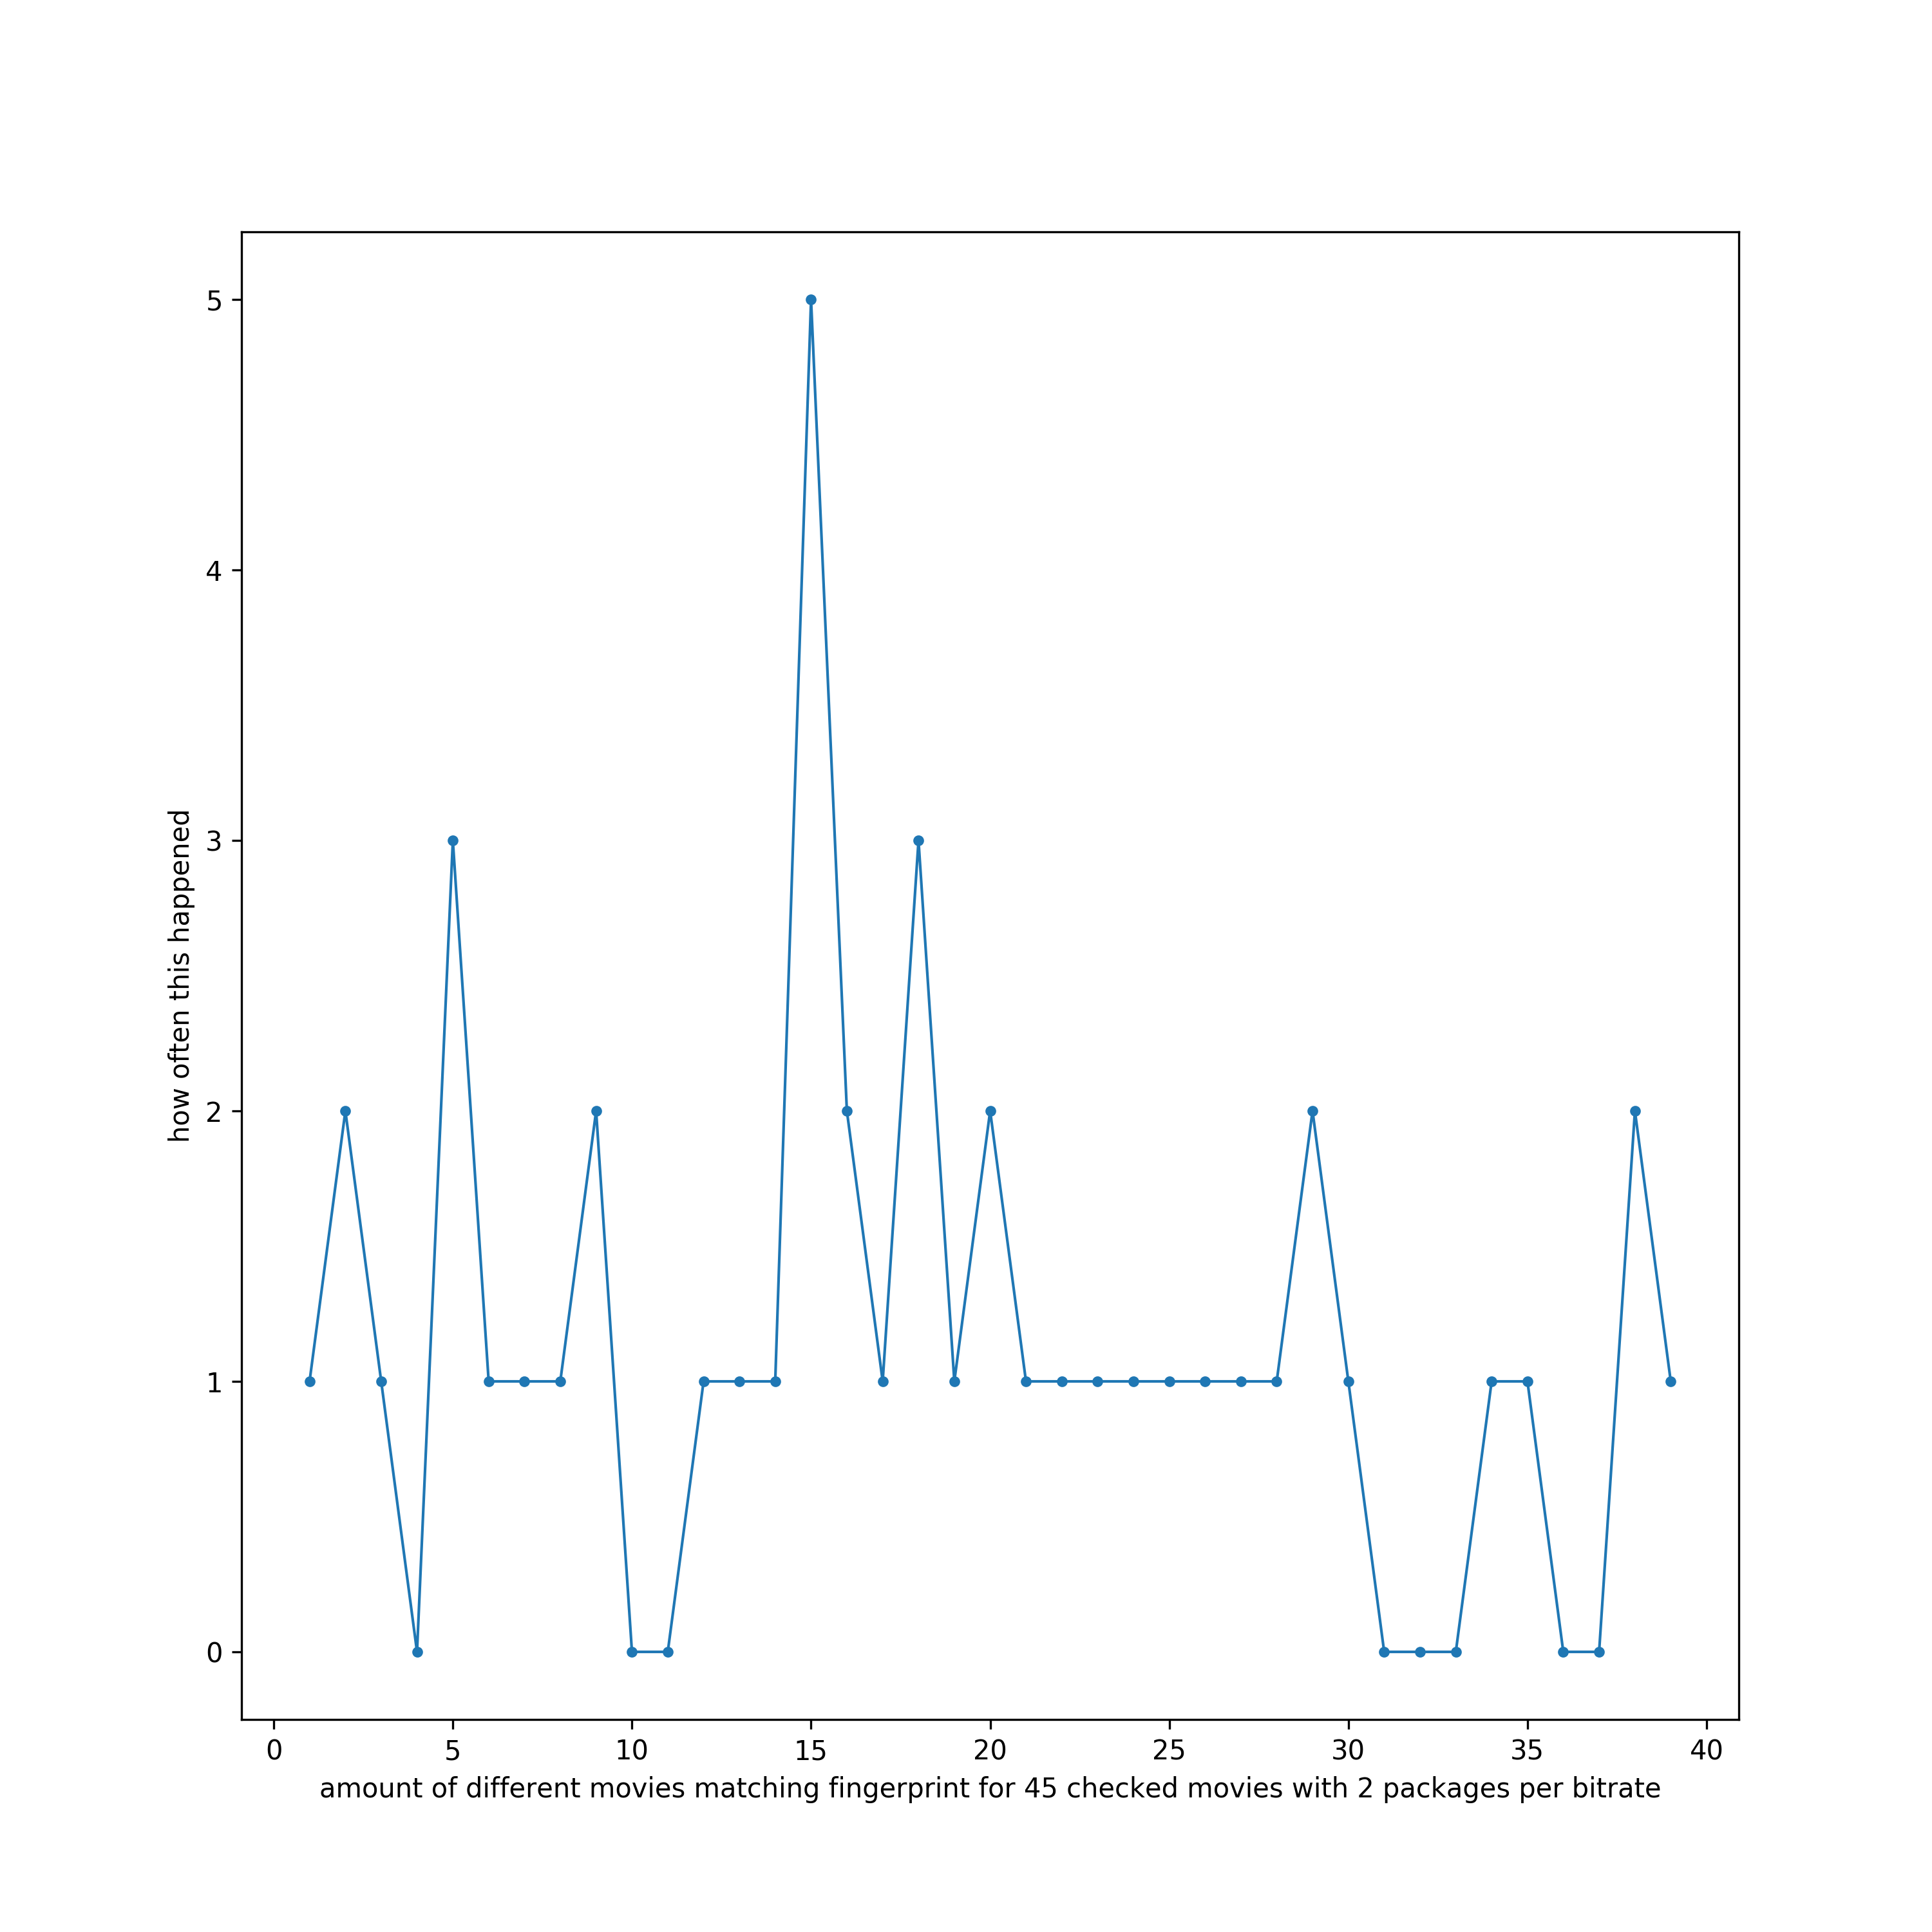 5
4
3
2
1
0
how often this happened
0 5 10 15 20 25 30 35 40
amount of different movies matching fingerprint for 45 checked movies with 2 packages per bitrate